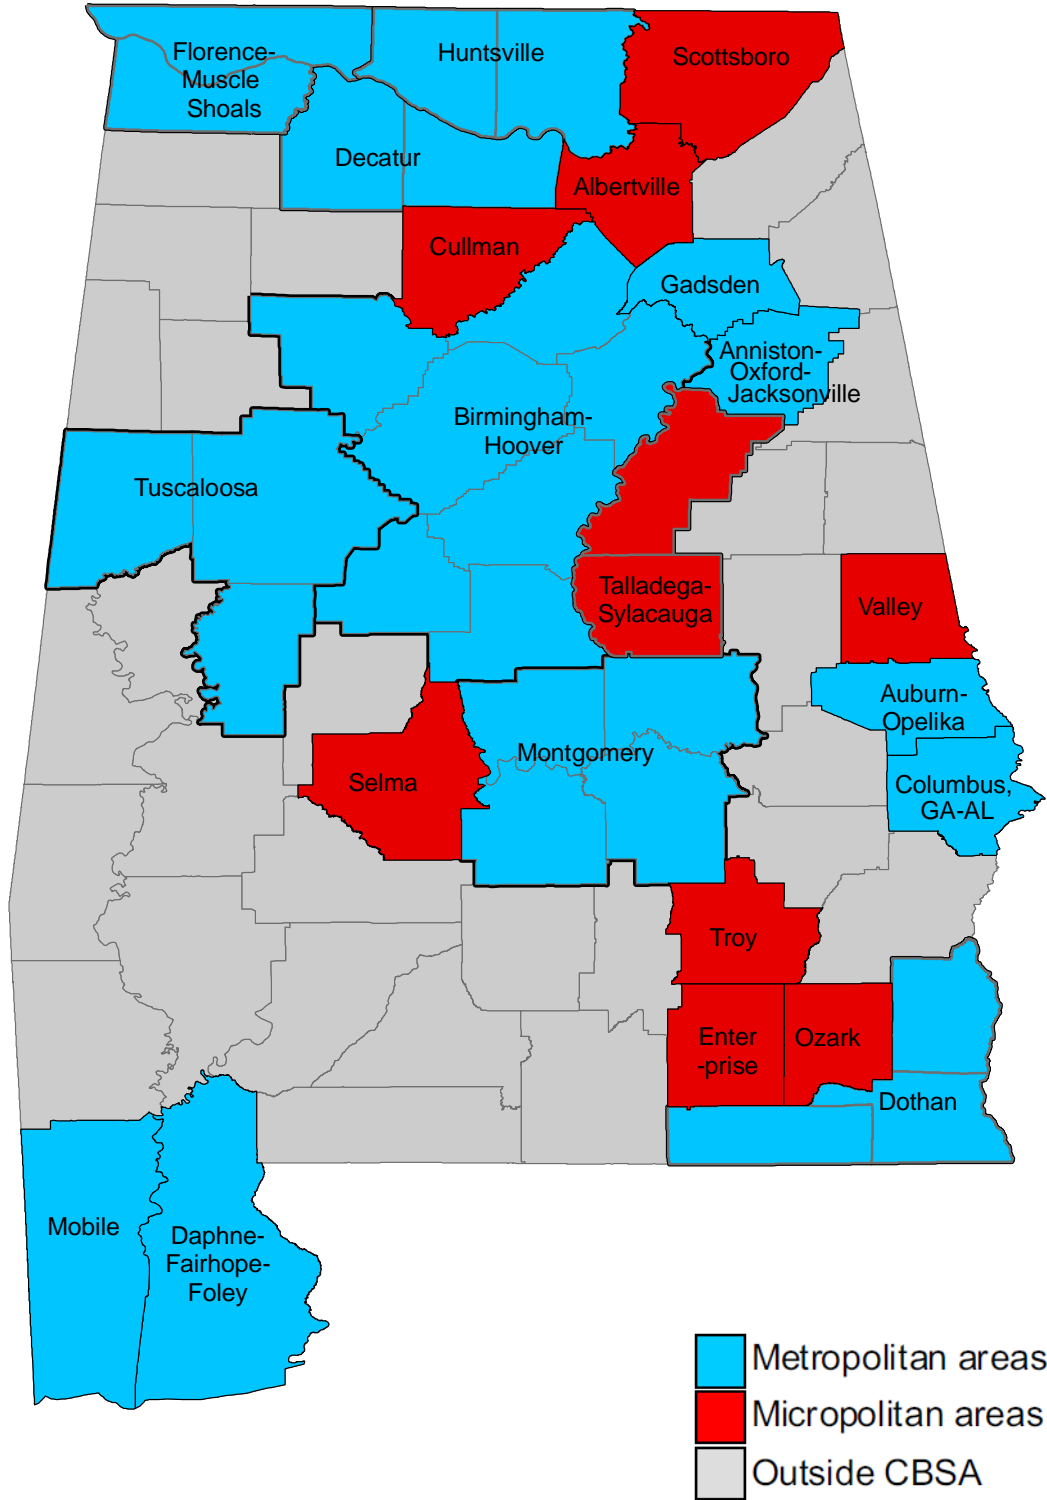 Florence-
Muscle
Shoals
Huntsville
Scottsboro
Decatur
Albertville
Cullman
Gadsden
Anniston-
Oxford-
Jacksonville
Birmingham-
Hoover
Tuscaloosa
Talladega-
Sylacauga
Valley
Auburn-
Opelika
Montgomery
Selma
Columbus,
GA-AL
Troy
Enter
-prise
Ozark
Dothan
Mobile
Daphne-
Fairhope-
Foley
Metropolitan areas
Micropolitan areas
Outside CBSA